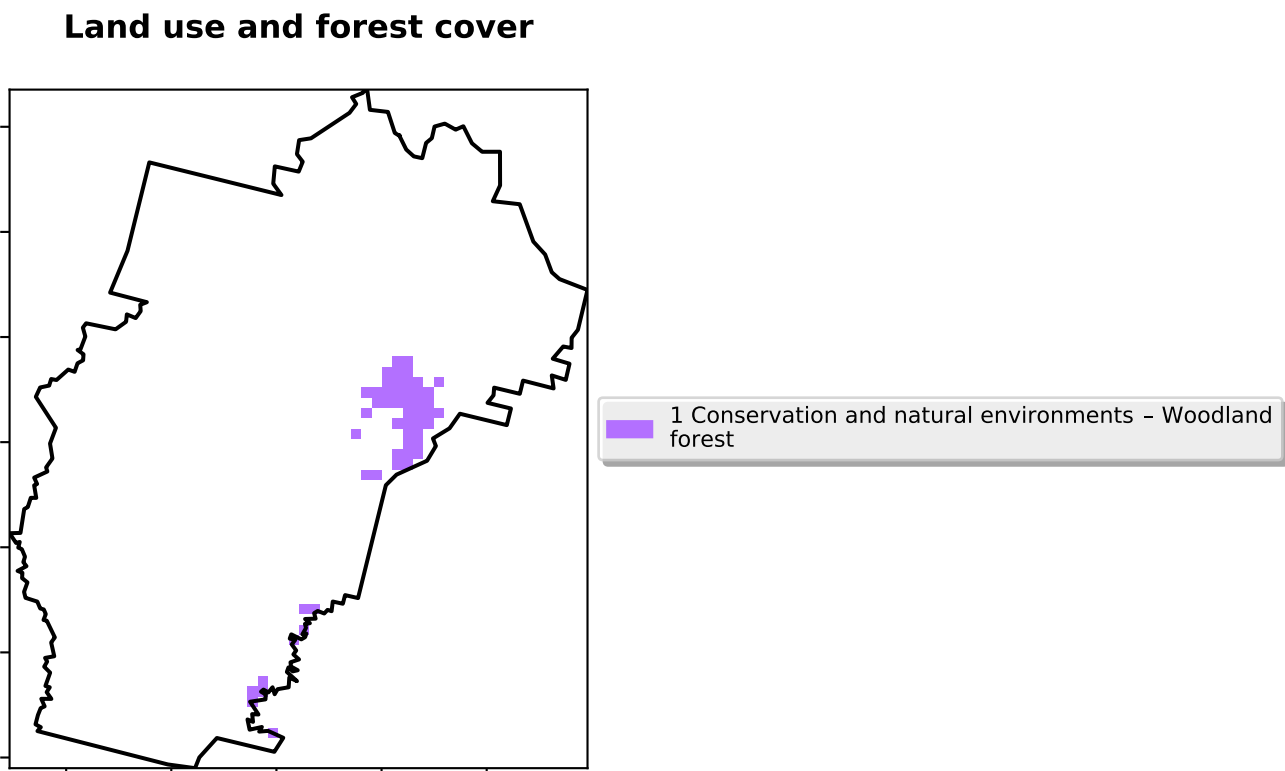 Land use and forest cover
1 Conservation and natural environments – Woodland
forest